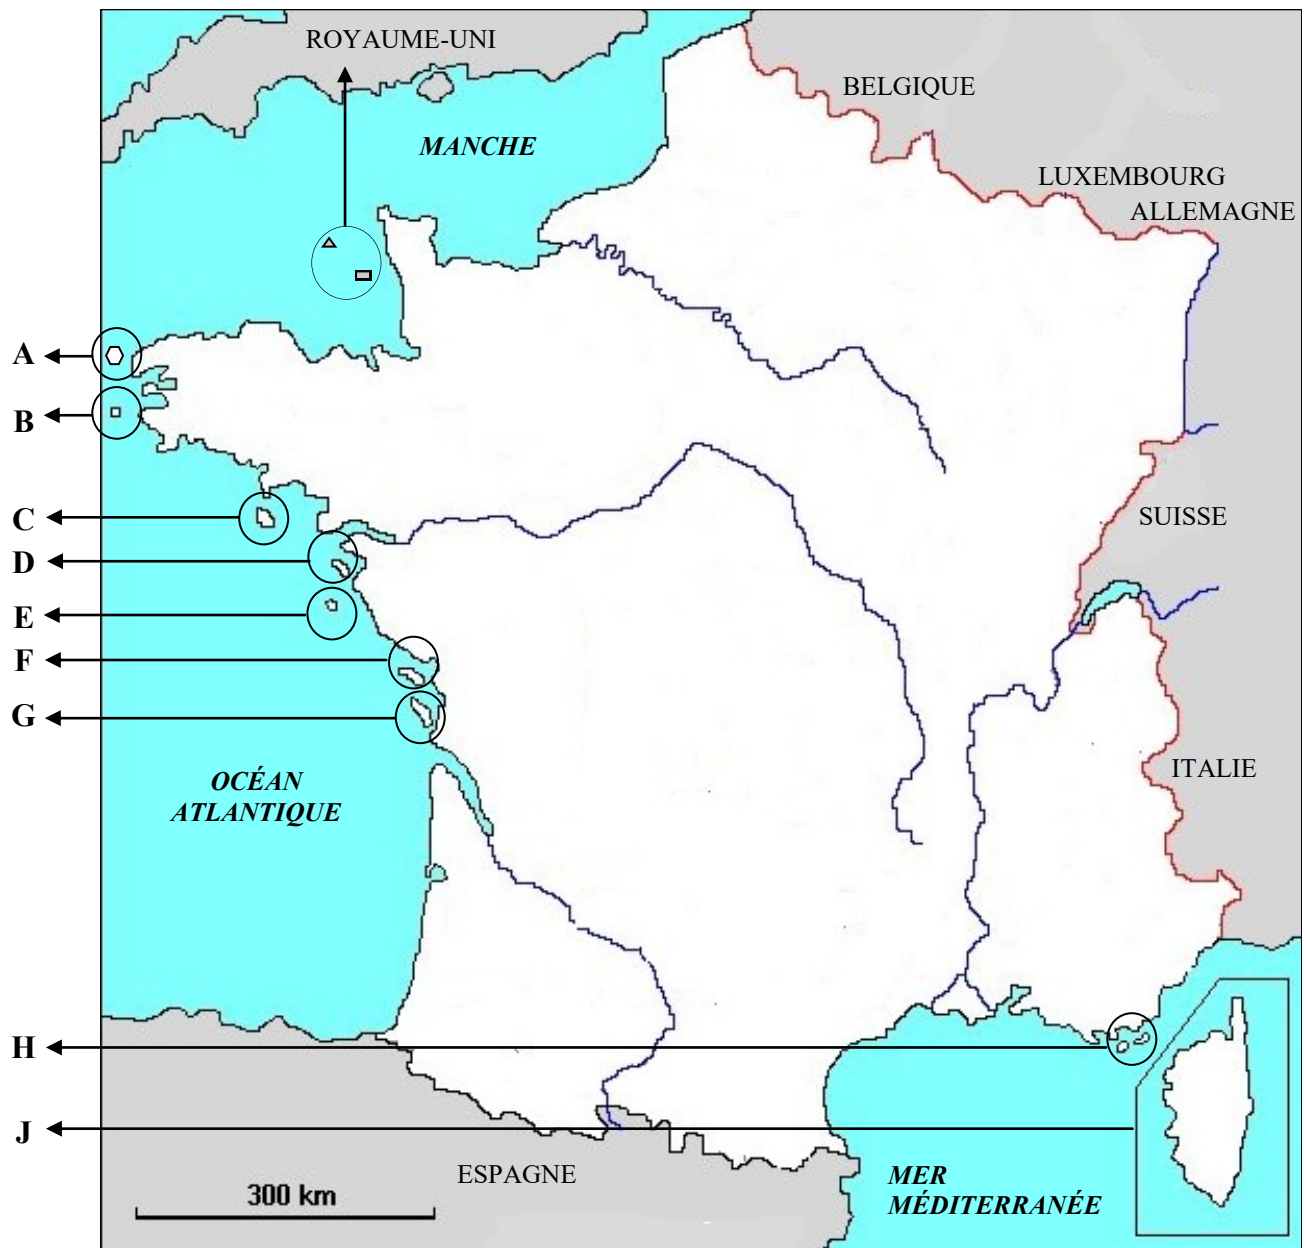 ROYAUME-UNI
BELGIQUE
MANCHE
LUXEMBOURG
ALLEMAGNE
A
B
C
SUISSE
D
E
F
G
OCÉAN
ATLANTIQUE
ITALIE
H
J
ESPAGNE
MER
MÉDITERRANÉE
300 km